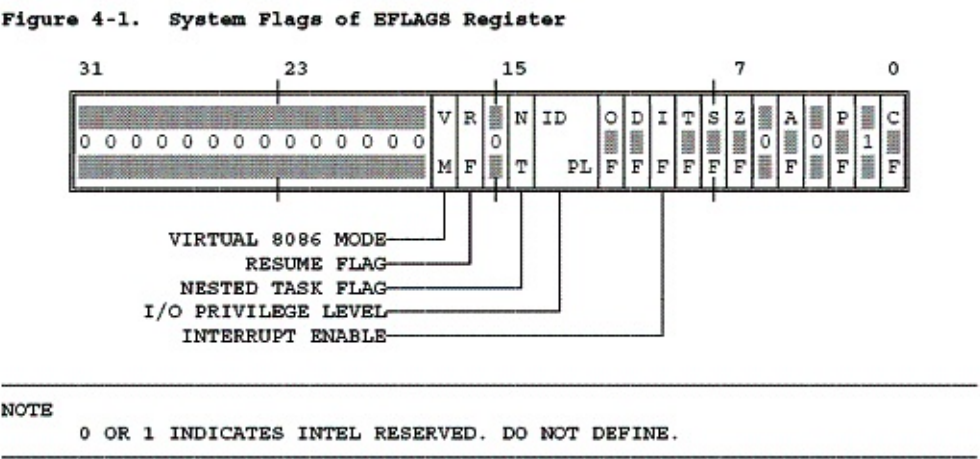 Figure 4-1. System Flags of EFLAGS Register
31 23 15 7 0
V R N ID O D I T S Z A P C
0 0 0 0 0 0 0 0 0 0 0 0 0 0 0 0 0 1
M F T PL F F F F F F F F F
VIRTUAL 8086 MODE
RESUME FLAG
NESTED TASK FLAG
I/O PRIVILEGE LEVEL
INTERRUPT ENABLE
NOTE
0 OR 1 INDICATES INTEL RESERVED. DO NOT DEFINE.